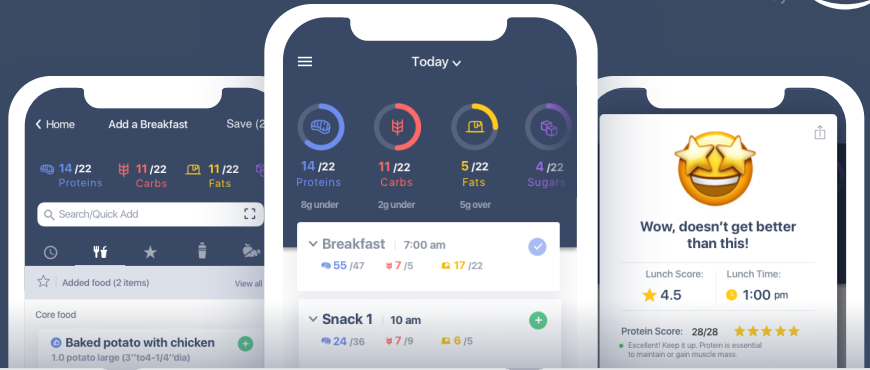 Home
Add a Breakfast
Save (2
14 /22
Proteins
11 /22
Carbs
11 /22
Fats
Search/Quick Add
Added food (2 items)
View all
Core food
Baked potato with chicken
1.0 potato large (3"to4-1/4"dia)
Today
14 /22
Proteins
8g under
11 /22
Carbs
2g under
5 /22
Fats
5g over
4 /22
Sugars
Breakfast | 7:00 am
55 /47
7 /5
17 /22
Snack 1 | 10 am
24 /36
7 /9
6 /5
Wow, doesn't get better
than this!
Lunch Score:
4.5
Lunch Time:
1:00 pm
Protein Score: 28/28
Excellent! Keep it up. Protein is essential
to maintain or gain muscle mass.